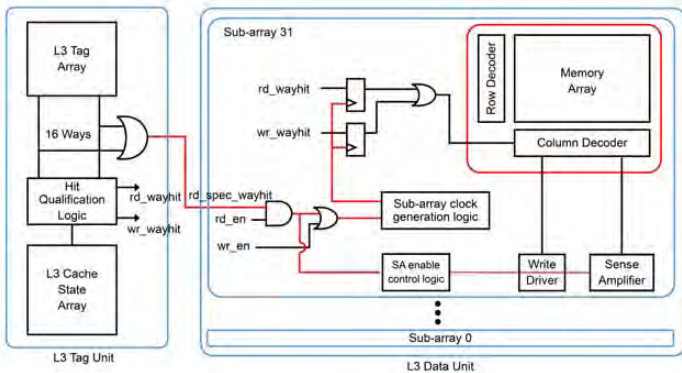 L3 Tag
Array
16 Ways
Hit
Qualification
Logic
rd_wayhit
wr_wayhit
L3 Cache
State
Array
L3 Tag Unit
Sub-array 31
rd_wayhit
wr_wayhit
rd_spec_wayhit
rd_en
wr_en
Row Decoder
Memory
Array
Column Decoder
Sub-array clock
generation logic
SA enable
control logic
Write
Driver
Sense
Amplifier
Sub-array 0
L3 Data Unit